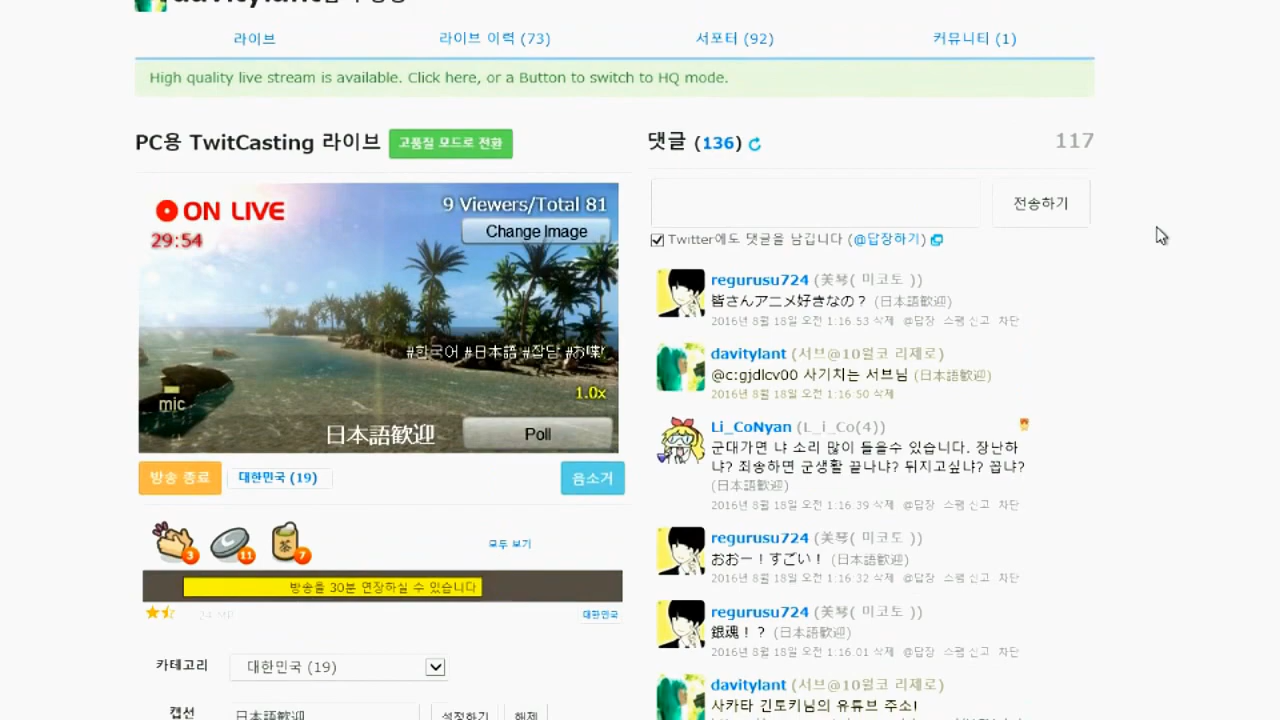 라이브
라이브 이력 (73)
서포터 (92)
커뮤니티 (1)
High quality live stream is available. Click here, or a Button to switch to HQ mode.
PC용 TwitCasting 라이브
고품질 모드로 전환
ON LIVE
29:54
9 Viewers/Total 81
Change Image
#한국어 #日本語 #잡담 #お喋
1.0x
mic
日本語歓迎
Poll
방송 종료
대한민국 (19)
음소거
3
11
茶
7
모두 보기
방송을 30분 연장하실 수 있습니다
대한민국
카테고리
대한민국 (19)
캡션
日本語歓迎
설정하기
해제
댓글 (136)
117
전송하기
Twitter에도 댓글을 남깁니다 (@답장하기)
regurusu724 (美琴( 미코토 ))
皆さんアニメ好きなの？ (日本語歓迎)
2016년 8월 18일 오전 1:16:53 삭제 @답장 스팸 신고 차단
davitylant (서브@10월코 리제로)
@c:gjdlcv00 사기치는 서브님 (日本語歓迎)
2016년 8월 18일 오전 1:16:50 삭제
Li_CoNyan (L_i_Co(4))
군대가면 냐 소리 많이 들을수 있습니다. 장난하
냐? 죄송하면 군생활 끝나냐? 뒤지고싶냐? 꼽냐?
(日本語歓迎)
2016년 8월 18일 오전 1:16:39 삭제 @답장 스팸 신고 차단
regurusu724 (美琴( 미코토 ))
おおー！すごい！ (日本語歓迎)
2016년 8월 18일 오전 1:16:32 삭제 @답장 스팸 신고 차단
regurusu724 (美琴( 미코토 ))
銀魂！？ (日本語歓迎)
2016년 8월 18일 오전 1:16:01 삭제 @답장 스팸 신고 차단
davitylant (서브@10월코 리제로)
사카타 긴토키님의 유튜브 주소!